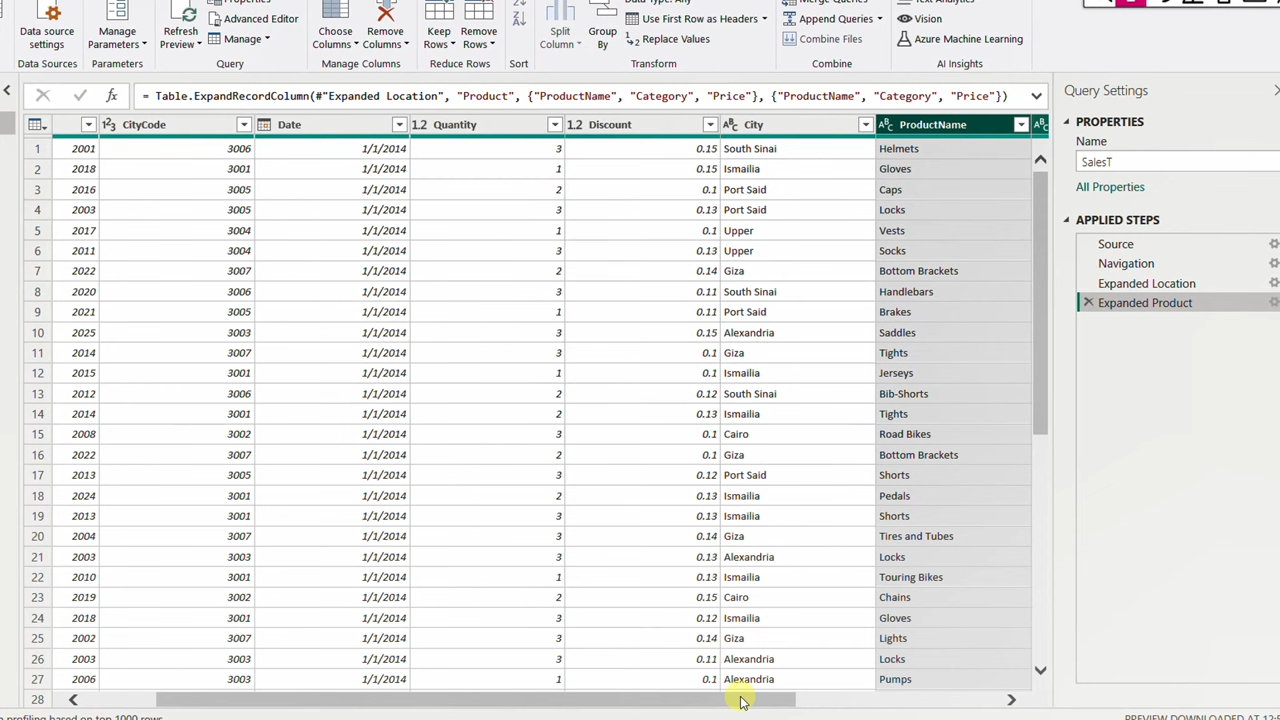 Properties
Data Type: Any
Merge Queries
Text Analytics
Data source settings
Manage Parameters
Refresh Preview
Advanced Editor
Manage
Choose Columns
Remove Columns
Keep Rows
Remove Rows
Split Column
Group By
Use First Row as Headers
Replace Values
Append Queries
Combine Files
Vision
Azure Machine Learning
Data Sources Parameters Query Manage Columns Reduce Rows Sort Transform Combine AI Insights
fx = Table.ExpandRecordColumn(#"Expanded Location", "Product", {"ProductName", "Category", "Price"}, {"ProductName", "Category", "Price"})
CityCode Date 1.2 Quantity 1.2 Discount City ProductName
1 2001 3006 1/1/2014 3 0.15 South Sinai Helmets
2 2018 3001 1/1/2014 1 0.15 Ismailia Gloves
3 2016 3005 1/1/2014 2 0.1 Port Said Caps
4 2003 3005 1/1/2014 3 0.13 Port Said Locks
5 2017 3004 1/1/2014 1 0.1 Upper Vests
6 2011 3004 1/1/2014 3 0.13 Upper Socks
7 2022 3007 1/1/2014 2 0.14 Giza Bottom Brackets
8 2020 3006 1/1/2014 3 0.11 South Sinai Handlebars
9 2021 3005 1/1/2014 1 0.11 Port Said Brakes
10 2025 3003 1/1/2014 3 0.15 Alexandria Saddles
11 2014 3007 1/1/2014 3 0.1 Giza Tights
12 2015 3001 1/1/2014 1 0.1 Ismailia Jerseys
13 2012 3006 1/1/2014 2 0.12 South Sinai Bib-Shorts
14 2014 3001 1/1/2014 2 0.13 Ismailia Tights
15 2008 3002 1/1/2014 3 0.1 Cairo Road Bikes
16 2022 3007 1/1/2014 2 0.1 Giza Bottom Brackets
17 2013 3005 1/1/2014 3 0.12 Port Said Shorts
18 2024 3001 1/1/2014 2 0.13 Ismailia Pedals
19 2013 3001 1/1/2014 3 0.13 Ismailia Shorts
20 2004 3007 1/1/2014 3 0.14 Giza Tires and Tubes
21 2003 3003 1/1/2014 3 0.13 Alexandria Locks
22 2010 3001 1/1/2014 1 0.13 Ismailia Touring Bikes
23 2019 3002 1/1/2014 2 0.15 Cairo Chains
24 2018 3001 1/1/2014 3 0.12 Ismailia Gloves
25 2002 3007 1/1/2014 3 0.14 Giza Lights
26 2003 3003 1/1/2014 3 0.11 Alexandria Locks
27 2006 3003 1/1/2014 1 0.1 Alexandria Pumps
28
Query Settings
PROPERTIES
Name
SalesT
All Properties
APPLIED STEPS
Source
Navigation
Expanded Location
Expanded Product
profiling based on top 1000 rows
PREVIEW DOWNLOADED AT 12:5